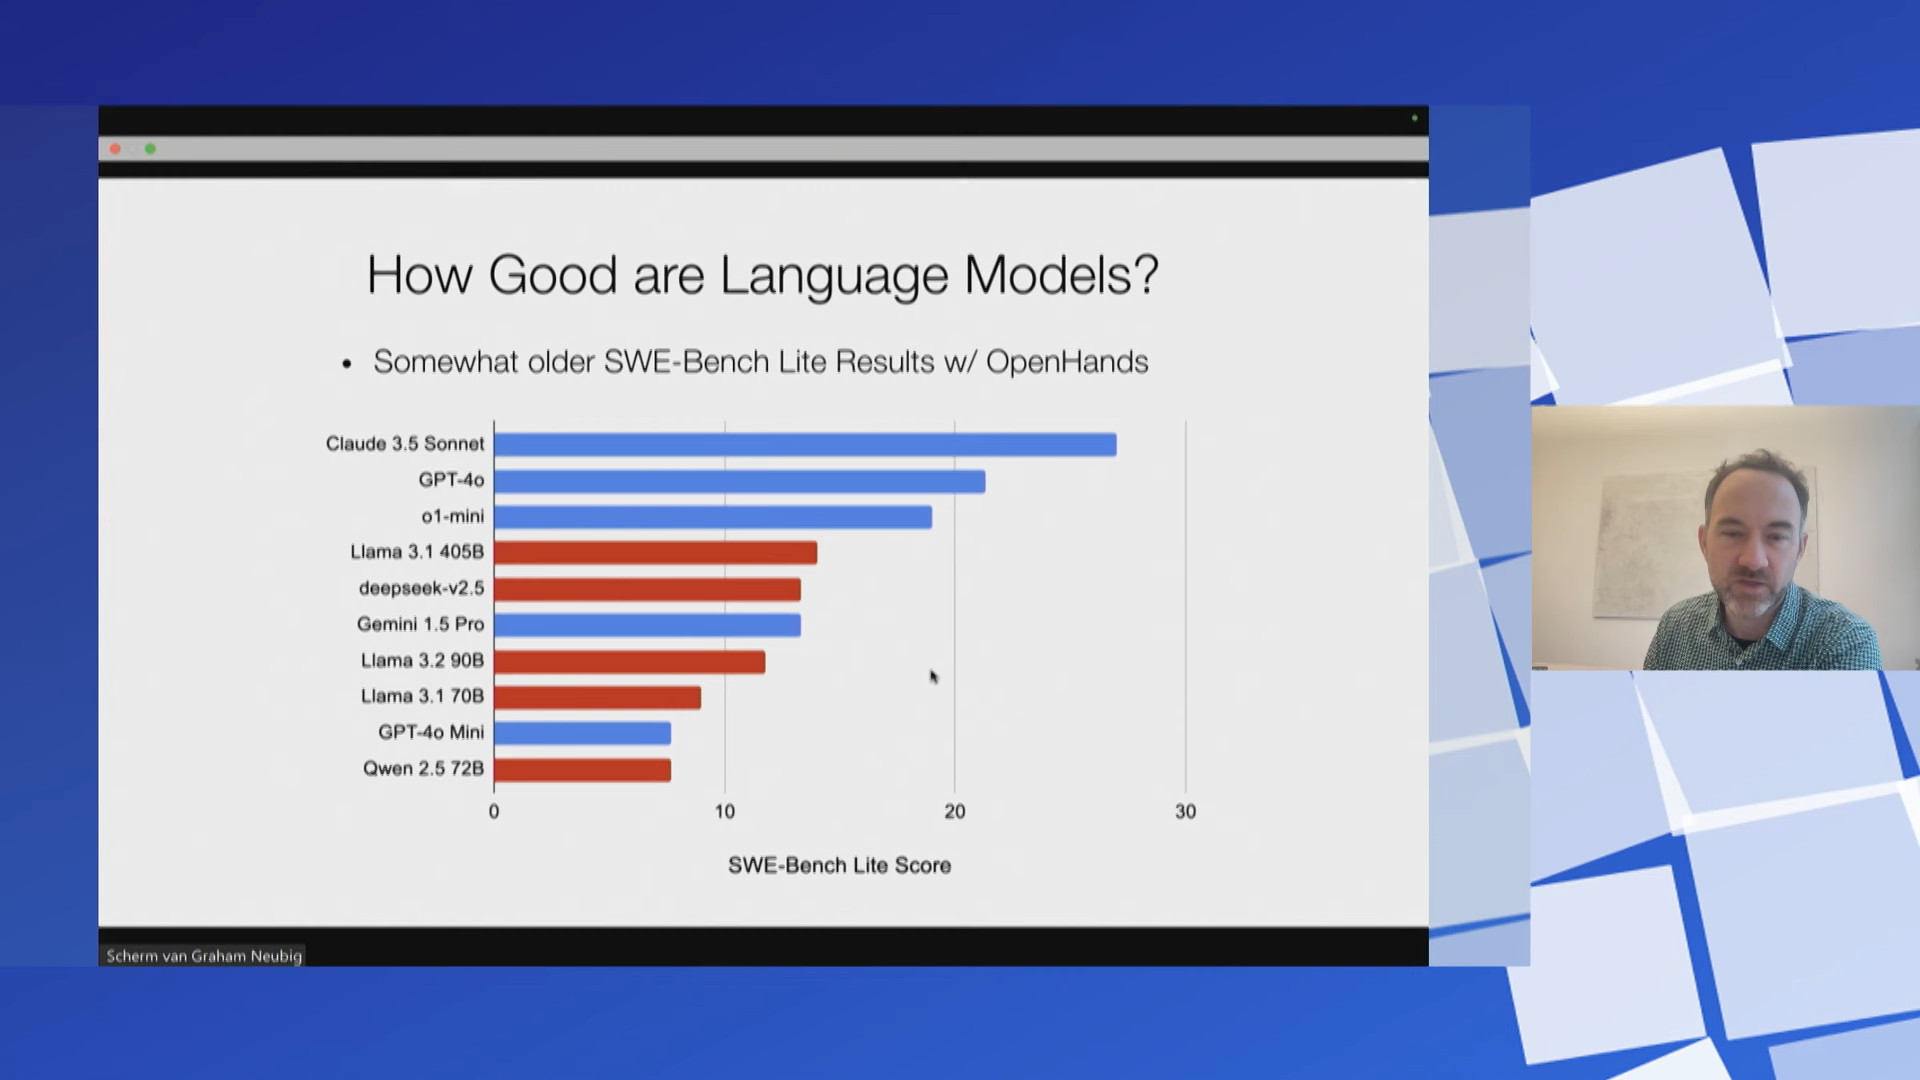 How Good are Language Models?
• Somewhat older SWE-Bench Lite Results w/ OpenHands
Claude 3.5 Sonnet
GPT-4o
o1-mini
Llama 3.1 405B
deepseek-v2.5
Gemini 1.5 Pro
Llama 3.2 90B
Llama 3.1 70B
GPT-4o Mini
Qwen 2.5 72B
0 10 20 30
SWE-Bench Lite Score
Scherm van Graham Neubig